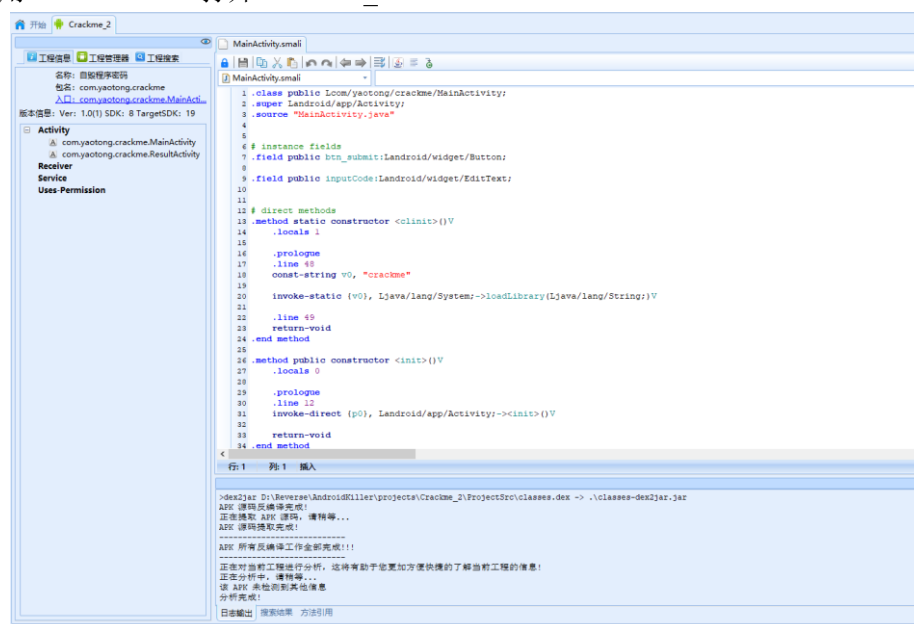 开始 Crackme_2
工程信息 工程管理器 工程搜索
名称: 自毁程序密码
包名: com.yaotong.crackme
入口: com.yaotong.crackme.MainActi...
版本信息: Ver: 1.0(1) SDK: 8 TargetSDK: 19
Activity
com.yaotong.crackme.MainActivity
com.yaotong.crackme.ResultActivity
Receiver
Service
Uses-Permission
MainActivity.smali
MainActivity.smali
1 .class public Lcom/yaotong/crackme/MainActivity;
2 .super Landroid/app/Activity;
3 .source "MainActivity.java"
4
5
6 # instance fields
7 .field public btn_submit:Landroid/widget/Button;
8
9 .field public inputCode:Landroid/widget/EditText;
10
11
12 # direct methods
13 .method static constructor <clinit>()V
14 .locals 1
15
16 .prologue
17 .line 48
18 const-string v0, "crackme"
19
20 invoke-static {v0}, Ljava/lang/System;->loadLibrary(Ljava/lang/String;)V
21
22 .line 49
23 return-void
24 .end method
25
26 .method public constructor <init>()V
27 .locals 0
28
29 .prologue
30 .line 12
31 invoke-direct {p0}, Landroid/app/Activity;-><init>()V
32
33 return-void
34 .end method
行: 1 列: 1 插入
>dex2jar D:\Reverse\AndroidKiller\projects\Crackme_2\ProjectSrc\classes.dex -> .\classes-dex2jar.jar
APK 源码反编译完成!
正在提取 APK 源码, 请稍等...
APK 源码提取完成!
--------------------------
APK 所有反编译工作全部完成!!!
--------------------------
正在对当前工程进行分析, 这将有助于您更加方便快捷的了解当前工程的信息!
正在分析中, 请稍等...
该 APK 未检测到其他信息
分析完成!
日志输出 搜索结果 方法引用